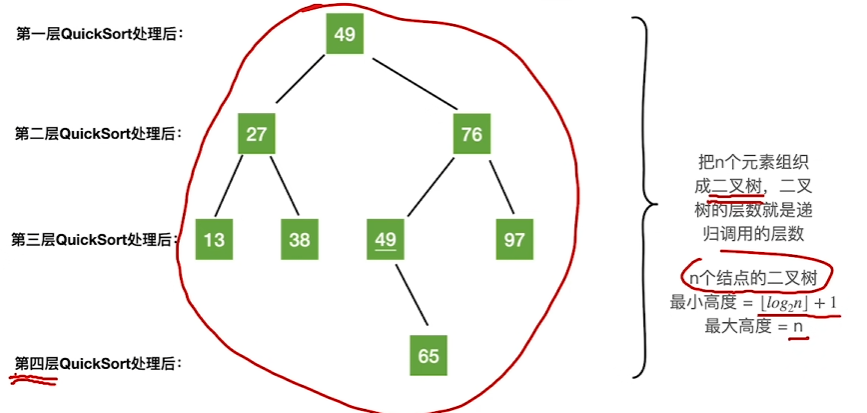 第一层QuickSort处理后：
49
第二层QuickSort处理后：
27
76
第三层QuickSort处理后：
13
38
49
97
第四层QuickSort处理后：
65
把n个元素组织
成二叉树，二叉
树的层数就是递
归调用的层数
n个结点的二叉树
最小高度 = ⌊log₂n⌋ + 1
最大高度 = n